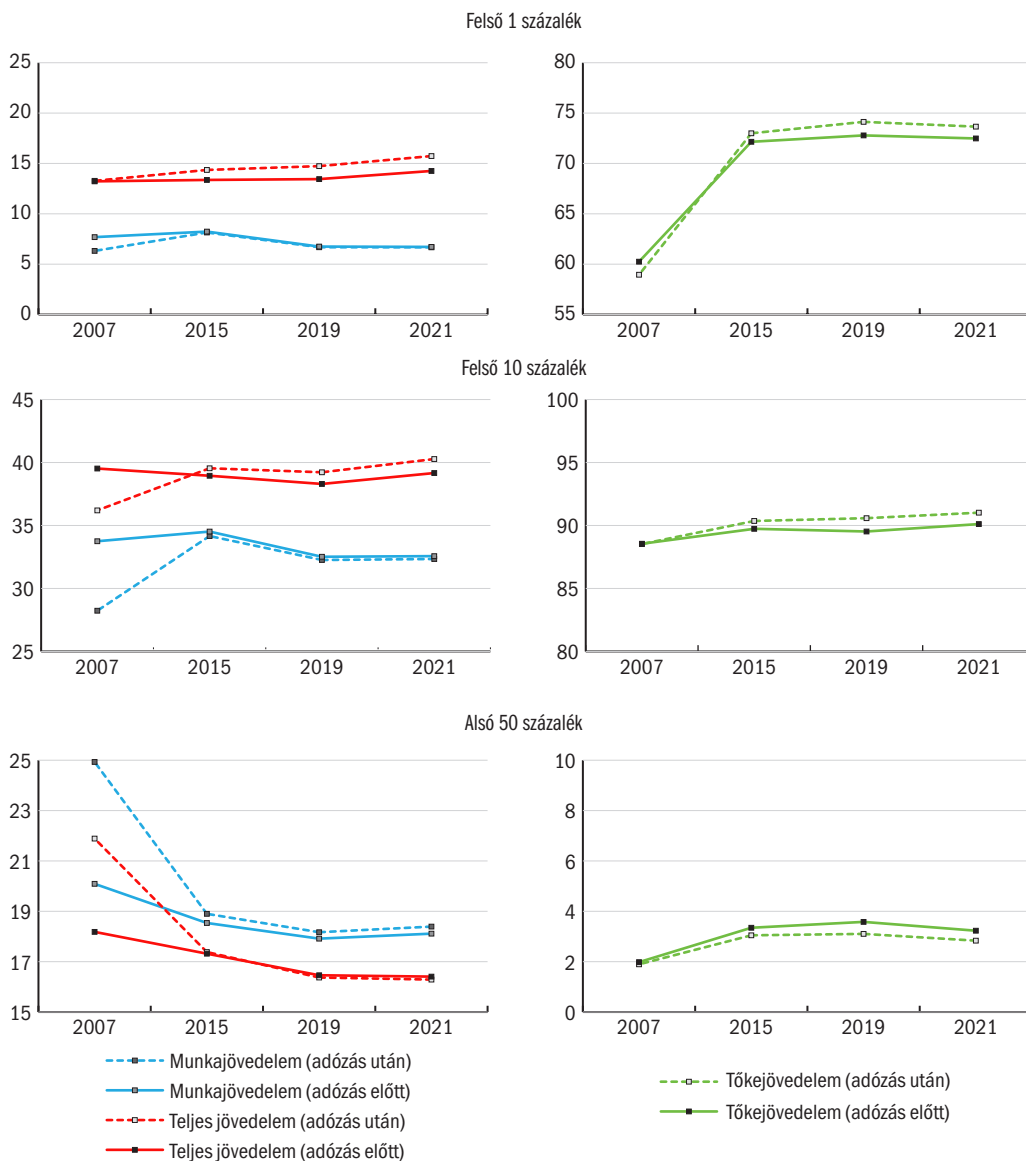 Felső 1 százalék
25
20
15
10
5
0
2007 2015 2019 2021
80
75
70
65
60
55
2007 2015 2019 2021
Felső 10 százalék
45
40
35
30
25
2007 2015 2019 2021
100
95
90
85
80
2007 2015 2019 2021
Alsó 50 százalék
25
23
21
19
17
15
2007 2015 2019 2021
10
8
6
4
2
0
2007 2015 2019 2021
Munkajövedelem (adózás után)
Munkajövedelem (adózás előtt)
Teljes jövedelem (adózás után)
Teljes jövedelem (adózás előtt)
Tőkejövedelem (adózás után)
Tőkejövedelem (adózás előtt)